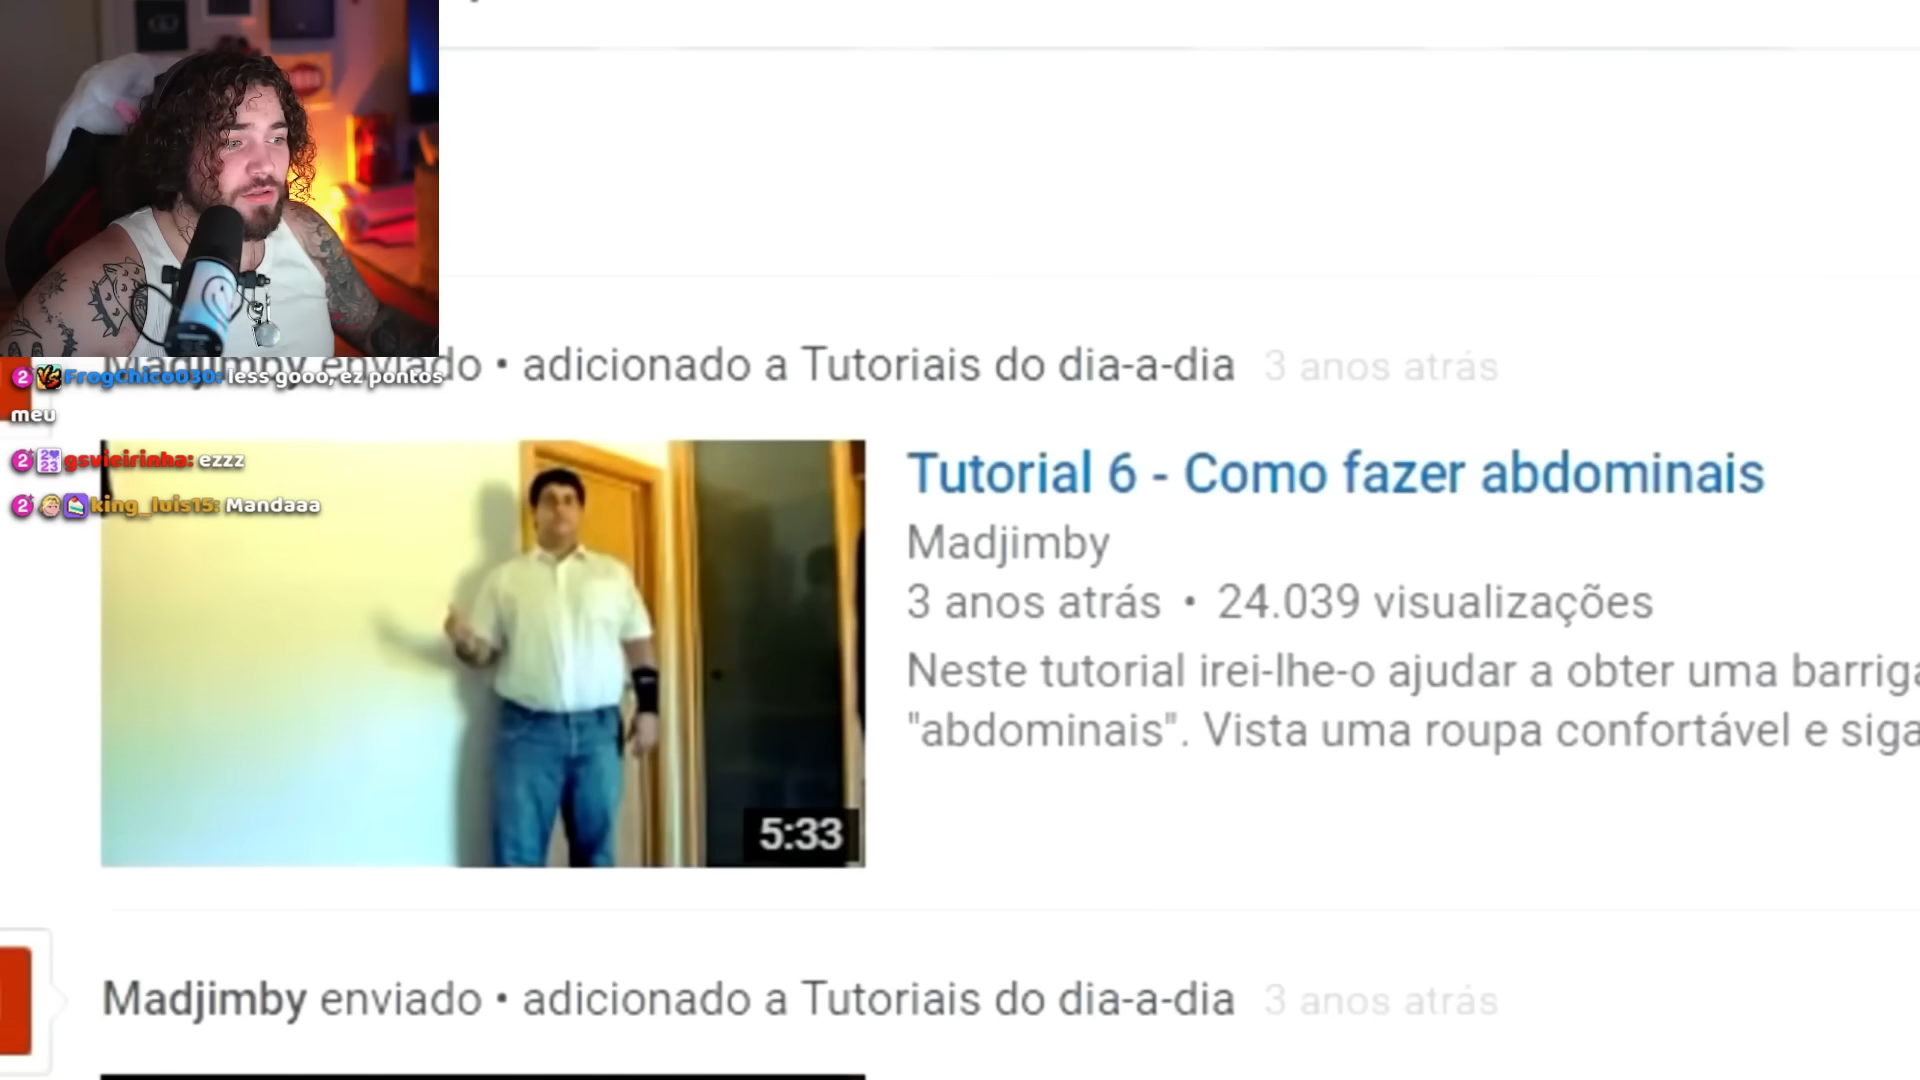 Madjimby enviado • adicionado a Tutoriais do dia-a-dia 3 anos atrás
FrogChico030: less gooo, ez pontos
meu
gsvieirinha: ezzz
king_luis15: Mandaaa
Tutorial 6 - Como fazer abdominais
Madjimby
3 anos atrás • 24.039 visualizações
Neste tutorial irei-lhe-o ajudar a obter uma barriga
"abdominais". Vista uma roupa confortável e siga
5:33
Madjimby enviado • adicionado a Tutoriais do dia-a-dia 3 anos atrás